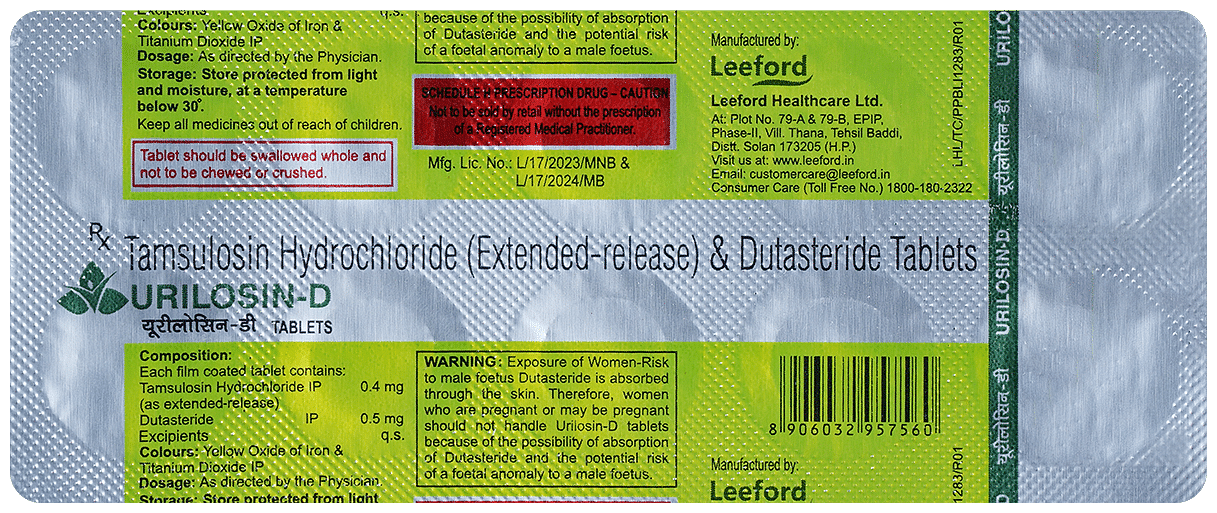 Excipients q.s.
Colours: Yellow Oxide of Iron &
Titanium Dioxide IP
Dosage: As directed by the Physician.
Storage: Store protected from light
and moisture, at a temperature
below 30°.
Keep all medicines out of reach of children.
Tablet should be swallowed whole and
not to be chewed or crushed.
because of the possibility of absorption
of Dutasteride and the potential risk
of a foetal anomaly to a male foetus.
SCHEDULE H PRESCRIPTION DRUG – CAUTION
Not to be sold by retail without the prescription
of a Registered Medical Practitioner.
Mfg. Lic. No.: L/17/2023/MNB &
L/17/2024/MB
Manufactured by:
Leeford
Leeford Healthcare Ltd.
At: Plot No. 79-A & 79-B, EPIP,
Phase-II, Vill. Thana, Tehsil Baddi,
Distt. Solan 173205 (H.P.)
Visit us at: www.leeford.in
Email: customercare@leeford.in
Consumer Care (Toll Free No.) 1800-180-2322
LHL/TC/PPBLI1283/R01
URILOSIN
यूरीलोसिन-डी
URILOSIN-D
यूरीलोसिन-डी
Rx Tamsulosin Hydrochloride (Extended-release) & Dutasteride Tablets
URILOSIN-D
यूरीलोसिन-डी TABLETS
Composition:
Each film coated tablet contains:
Tamsulosin Hydrochloride IP 0.4 mg
(as extended-release)
Dutasteride IP 0.5 mg
Excipients q.s.
Colours: Yellow Oxide of Iron &
Titanium Dioxide IP
Dosage: As directed by the Physician.
Storage: Store protected from light
WARNING: Exposure of Women-Risk
to male foetus Dutasteride is absorbed
through the skin. Therefore, women
who are pregnant or may be pregnant
should not handle Urilosin-D tablets
because of the possibility of absorption
of Dutasteride and the potential risk
of a foetal anomaly to a male foetus.
8 906032 957560
Manufactured by:
Leeford
1283/R01